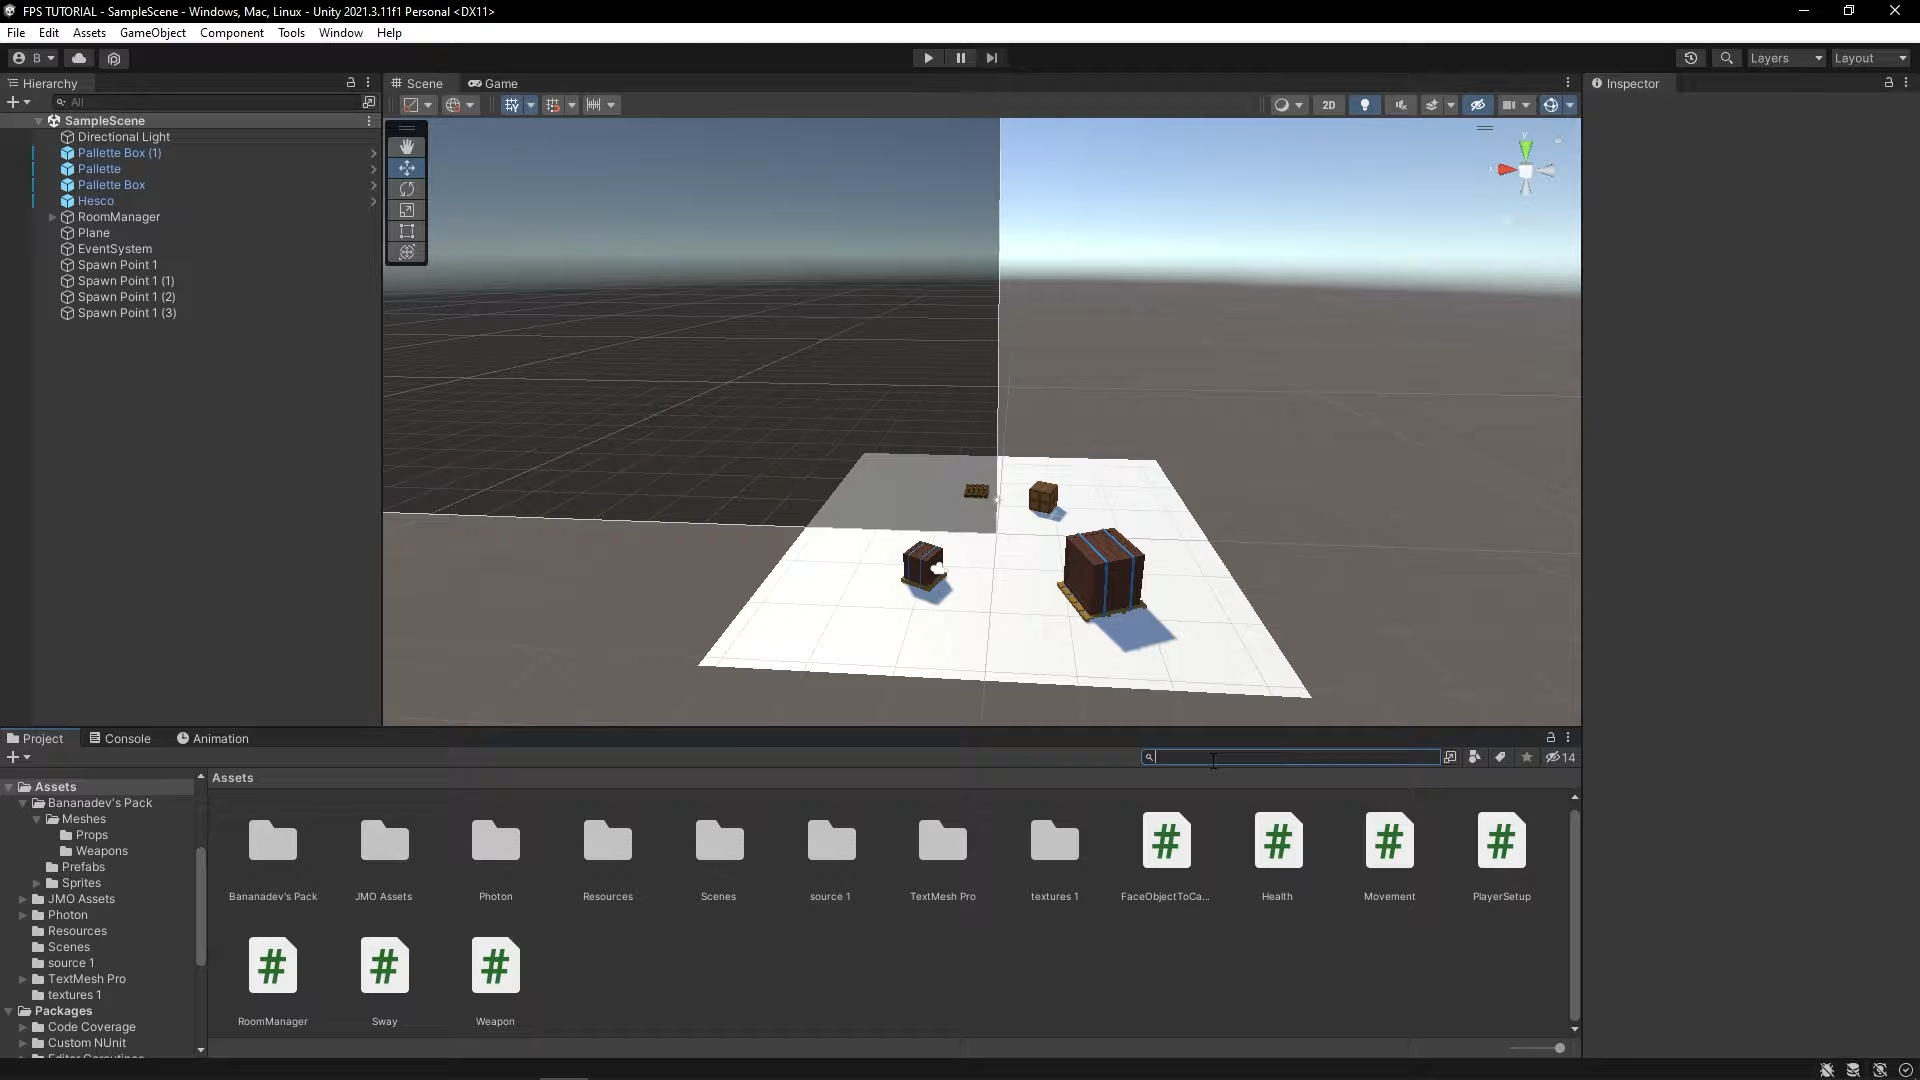 FPS TUTORIAL - SampleScene - Windows, Mac, Linux - Unity 2021.3.11f1 Personal <DX11>
File Edit Assets GameObject Component Tools Window Help
B Layers Layout
Hierarchy
All
SampleScene
Directional Light
Pallette Box (1)
Pallette
Pallette Box
Hesco
RoomManager
Plane
EventSystem
Spawn Point 1
Spawn Point 1 (1)
Spawn Point 1 (2)
Spawn Point 1 (3)
Scene Game
2D
y
Inspector
Project Console Animation
14
Assets
Bananadev's Pack
Meshes
Props
Weapons
Prefabs
Sprites
JMO Assets
Photon
Resources
Scenes
source 1
TextMesh Pro
textures 1
Packages
Code Coverage
Custom NUnit
Editor Coroutines
Assets
Bananadev's Pack JMO Assets Photon Resources Scenes source 1 TextMesh Pro textures 1 FaceObjectToCa... Health Movement PlayerSetup
RoomManager Sway Weapon